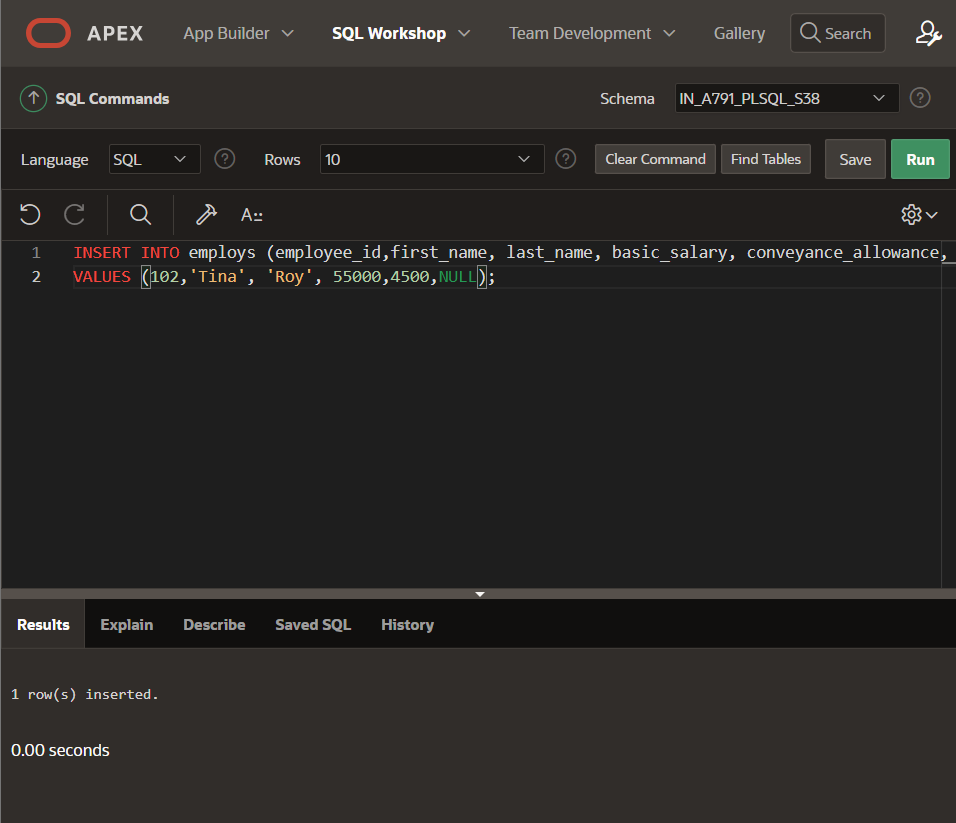 APEX App Builder SQL Workshop Team Development Gallery Search
SQL Commands Schema IN_A791_PLSQL_S38 ?
Language SQL ? Rows 10 ? Clear Command Find Tables Save Run
A::
1 INSERT INTO employs (employee_id,first_name, last_name, basic_salary, conveyance_allowance,
2 VALUES (102,'Tina', 'Roy', 55000,4500,NULL);
Results Explain Describe Saved SQL History
1 row(s) inserted.
0.00 seconds